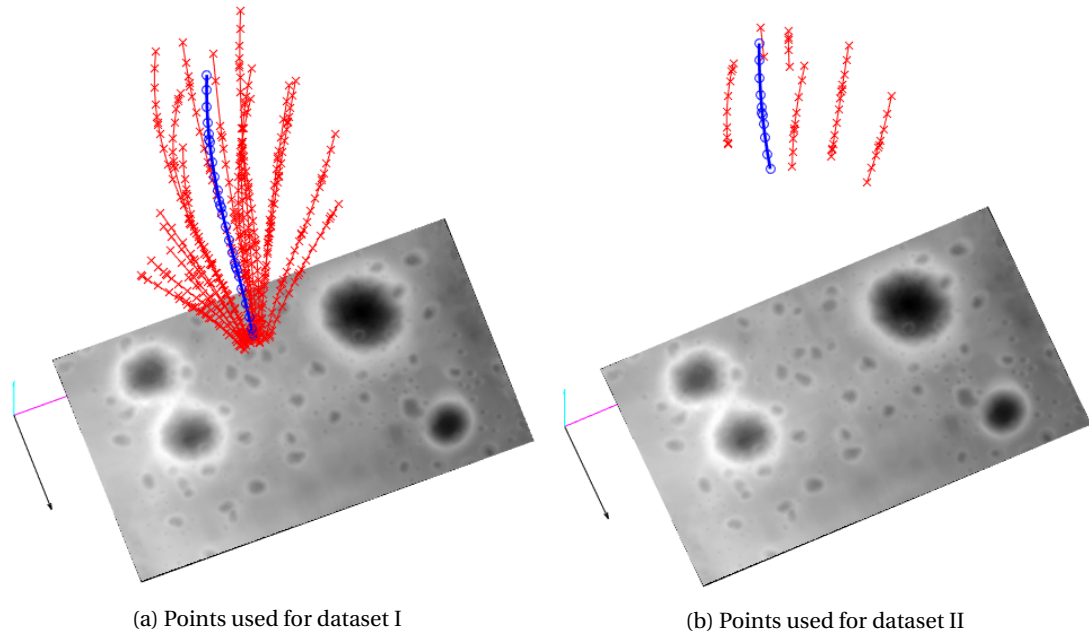 (a) Points used for dataset I
(b) Points used for dataset II